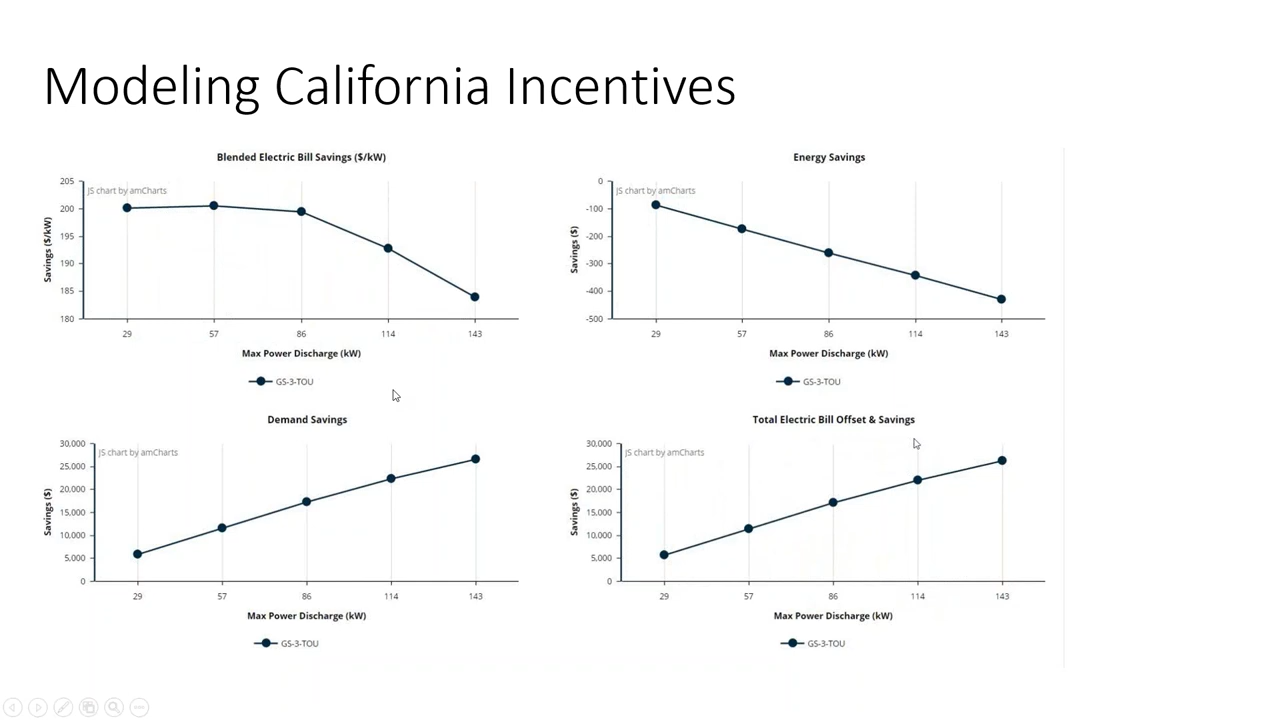 Modeling California Incentives
Blended Electric Bill Savings ($/kW)
JS chart by amCharts
Savings ($/kW)
205
200
195
190
185
180
29 57 86 114 143
Max Power Discharge (kW)
GS-3-TOU
Energy Savings
JS chart by amCharts
Savings ($)
0
-100
-200
-300
-400
-500
29 57 86 114 143
Max Power Discharge (kW)
GS-3-TOU
Demand Savings
JS chart by amCharts
Savings ($)
30,000
25,000
20,000
15,000
10,000
5,000
0
29 57 86 114 143
Max Power Discharge (kW)
GS-3-TOU
Total Electric Bill Offset & Savings
JS chart by amCharts
Savings ($)
30,000
25,000
20,000
15,000
10,000
5,000
0
29 57 86 114 143
Max Power Discharge (kW)
GS-3-TOU